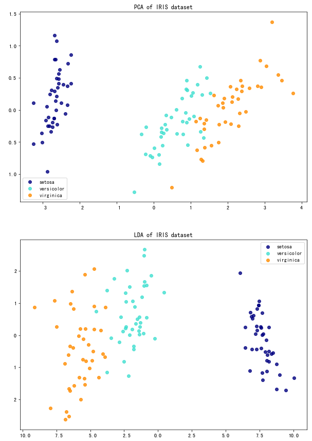 PCA of IRIS dataset
1.5
1.0
0.5
0.0
0.5
1.0
setosa
versicolor
virginica
3 2 1 0 1 2 3 4
LDA of IRIS dataset
setosa
versicolor
virginica
2
1
0
1
2
10.0 7.5 5.0 2.5 0.0 2.5 5.0 7.5 10.0